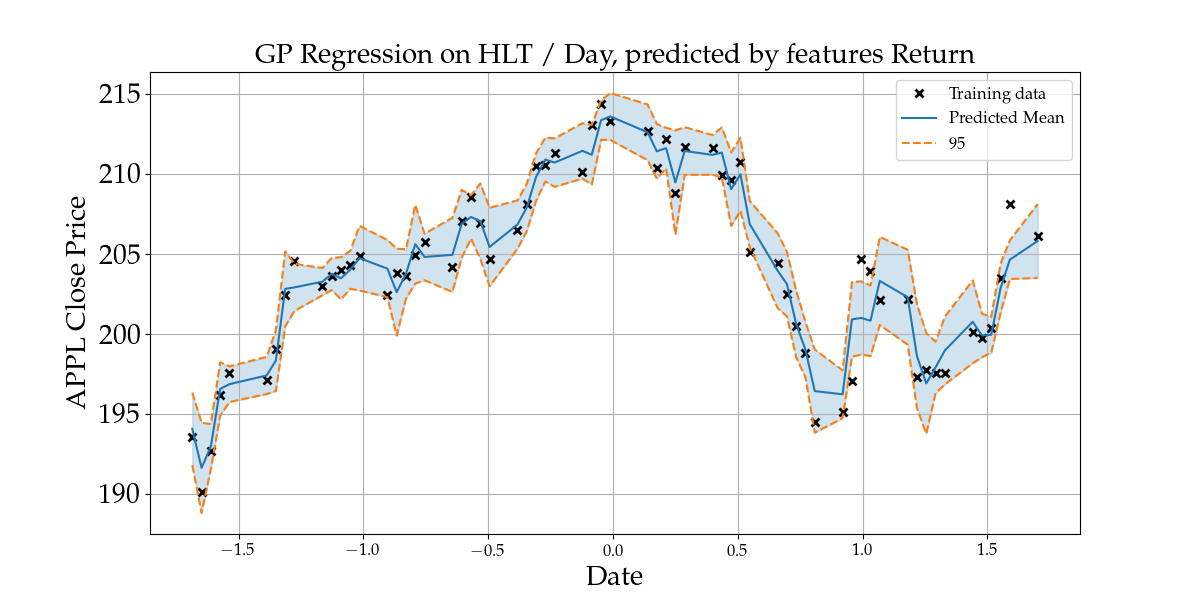 GP Regression on HLT / Day, predicted by features Return
215
210
205
200
195
190
APPL Close Price
Training data
Predicted Mean
95
−1.5
−1.0
−0.5
0.0
0.5
1.0
1.5
Date